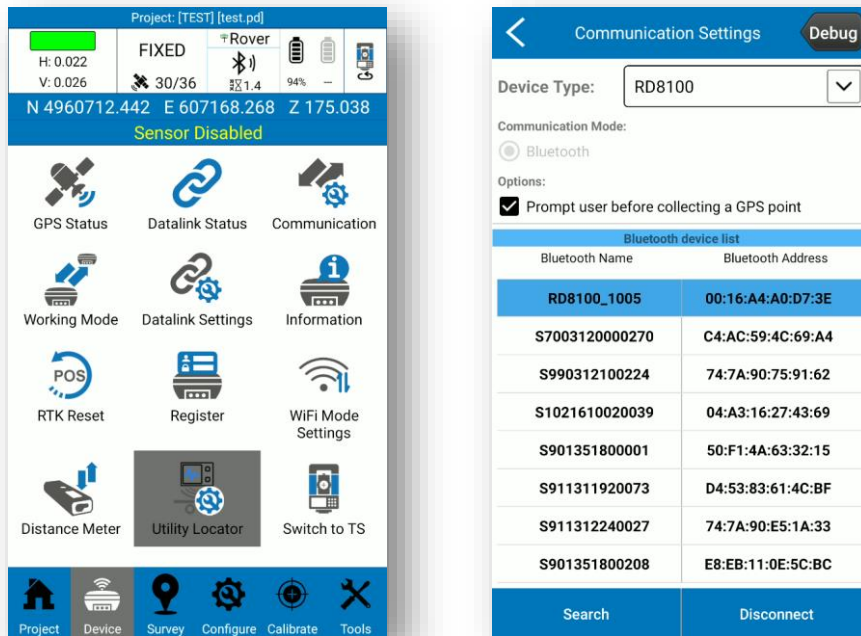 Project: [TEST] [test.pd]
H: 0.022
V: 0.026
FIXED
30/36
Rover
1.4
94%
–
N 4960712.442 E 607168.268 Z 175.038
Sensor Disabled
GPS Status
Datalink Status
Communication
Working Mode
Datalink Settings
Information
POS
RTK Reset
Register
WiFi Mode
Settings
Distance Meter
Utility Locator
Switch to TS
Project
Device
Survey
Configure
Calibrate
Tools
Communication Settings
Debug
Device Type:
RD8100
Communication Mode:
Bluetooth
Options:
Prompt user before collecting a GPS point
Bluetooth device list
Bluetooth Name Bluetooth Address
RD8100_1005 00:16:A4:A0:D7:3E
S7003120000270 C4:AC:59:4C:69:A4
S990312100224 74:7A:90:75:91:62
S1021610020039 04:A3:16:27:43:69
S901351800001 50:F1:4A:63:32:15
S911311920073 D4:53:83:61:4C:BF
S911312240027 74:7A:90:E5:1A:33
S901351800208 E8:EB:11:0E:5C:BC
Search
Disconnect